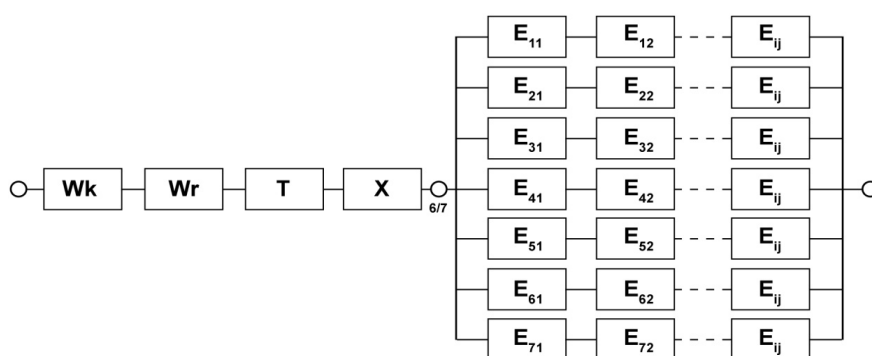 E11 E12 Eij
E21 E22 Eij
E31 E32 Eij
Wk Wr T X 6/7 E41 E42 Eij
E51 E52 Eij
E61 E62 Eij
E71 E72 Eij